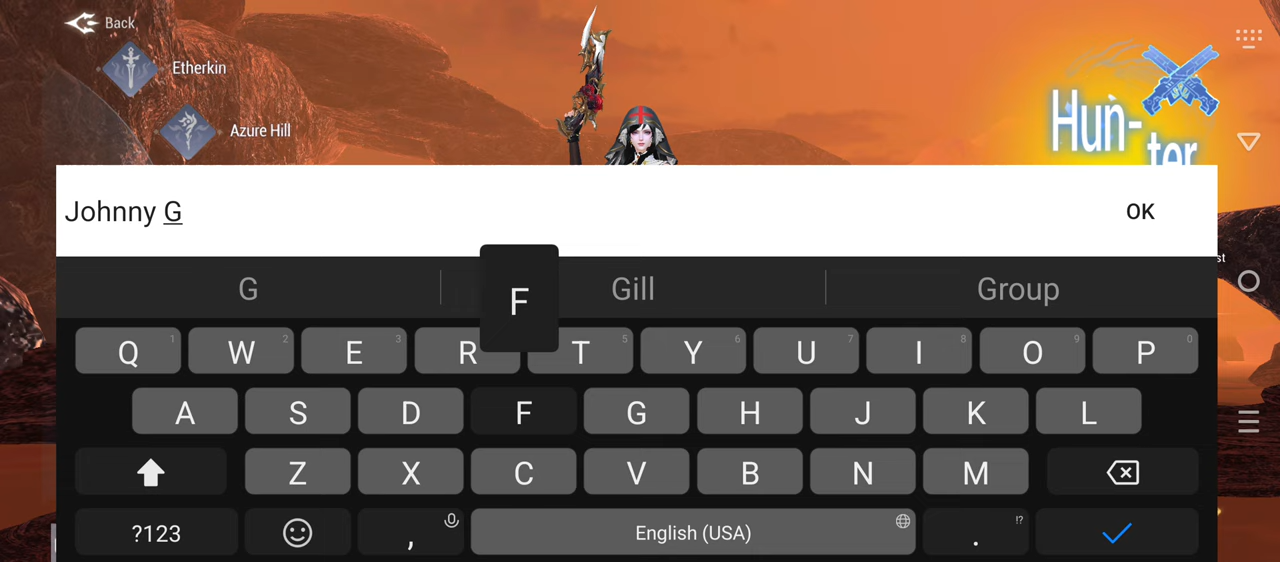 Back
Etherkin
Azure Hill
Hun-
ter
Johnny G
OK
st
G Gill Group
F
Q 1 W 2 E 3 R T 5 Y 6 U 7 I 8 O 9 P 0
A S D F G H J K L
Z X C V B N M
?123 , English (USA) . !?